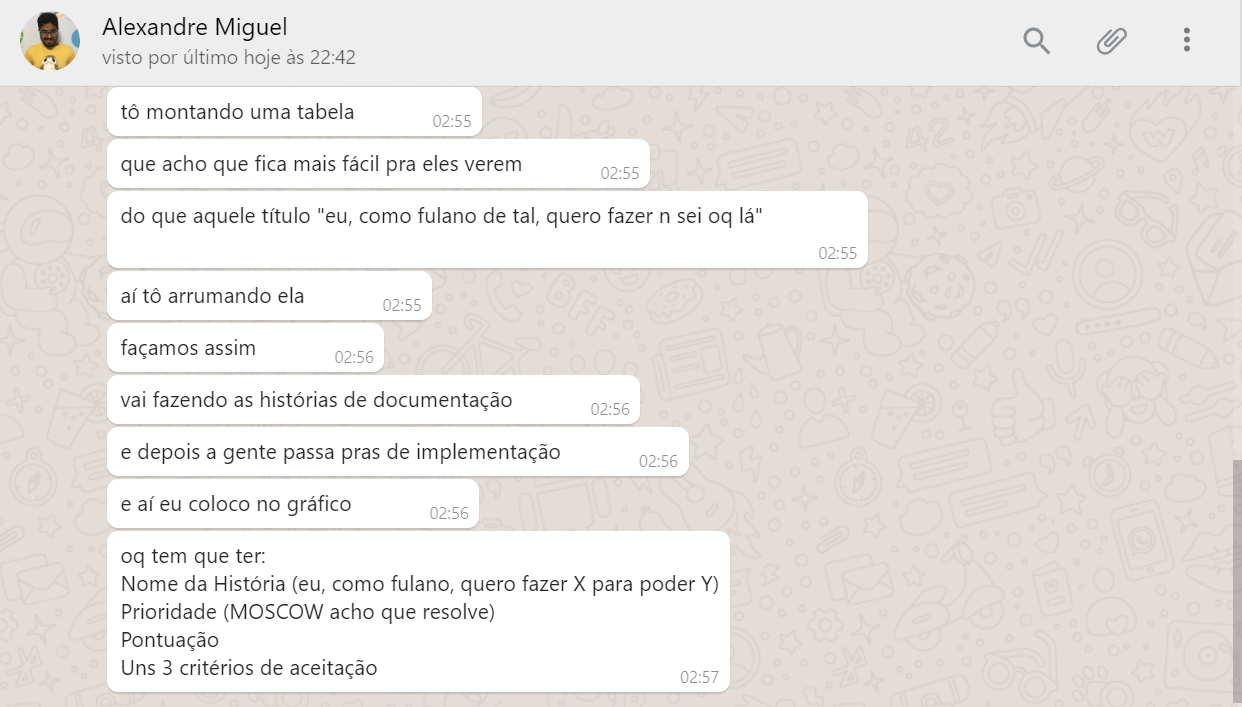 Alexandre Miguel
visto por último hoje às 22:42
tô montando uma tabela
02:55
que acho que fica mais fácil pra eles verem
02:55
do que aquele título "eu, como fulano de tal, quero fazer n sei oq lá"
02:55
aí tô arrumando ela
02:55
façamos assim
02:56
vai fazendo as histórias de documentação
02:56
e depois a gente passa pras de implementação
02:56
e aí eu coloco no gráfico
02:56
oq tem que ter:
Nome da História (eu, como fulano, quero fazer X para poder Y)
Prioridade (MOSCOW acho que resolve)
Pontuação
Uns 3 critérios de aceitação
02:57